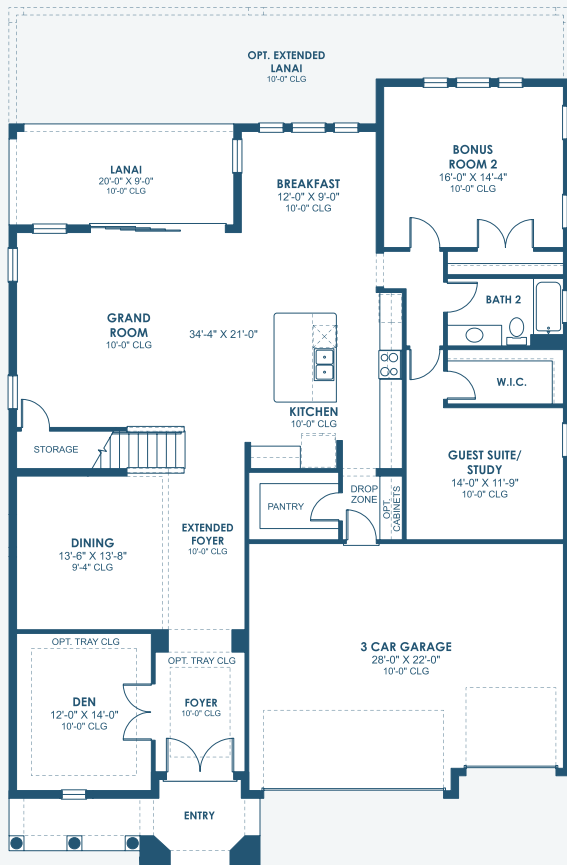 OPT. EXTENDED
LANAI
10'-0" CLG
LANAI
20'-0" X 9'-0"
10'-0" CLG
BREAKFAST
12'-0" X 9'-0"
10'-0" CLG
BONUS
ROOM 2
16'-0" X 14'-4"
10'-0" CLG
BATH 2
GRAND
ROOM
10'-0" CLG
34'-4" X 21'-0"
W.I.C.
KITCHEN
10'-0" CLG
STORAGE
GUEST SUITE/
STUDY
14'-0" X 11'-9"
10'-0" CLG
PANTRY
DROP
ZONE
OPT.
CABINETS
DINING
13'-6" X 13'-8"
9'-4" CLG
EXTENDED
FOYER
10'-0" CLG
OPT. TRAY CLG
DEN
12'-0" X 14'-0"
10'-0" CLG
OPT. TRAY CLG
FOYER
10'-0" CLG
3 CAR GARAGE
28'-0" X 22'-0"
10'-0" CLG
ENTRY